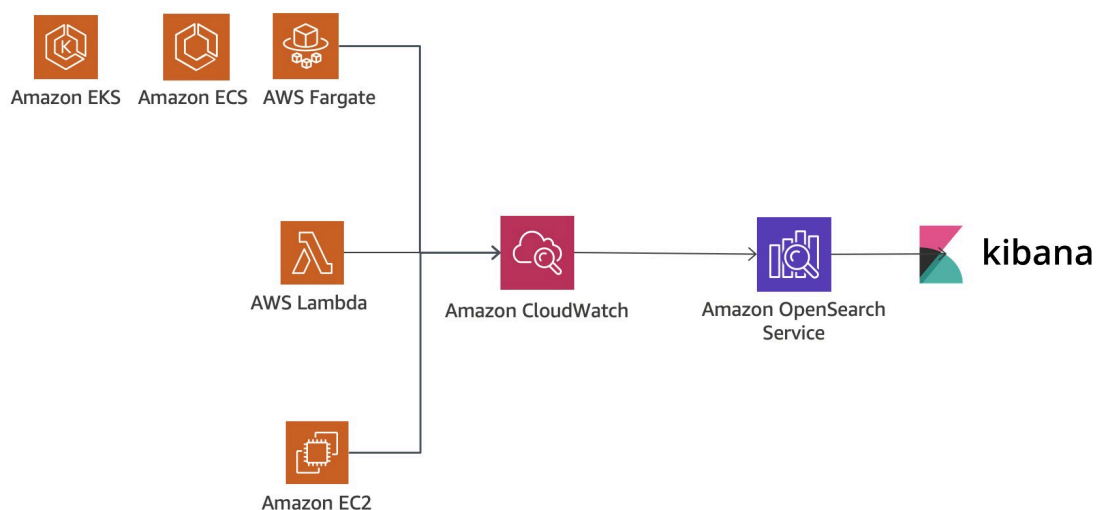 Amazon EKS
Amazon ECS
AWS Fargate
AWS Lambda
Amazon CloudWatch
Amazon OpenSearch
Service
kibana
Amazon EC2